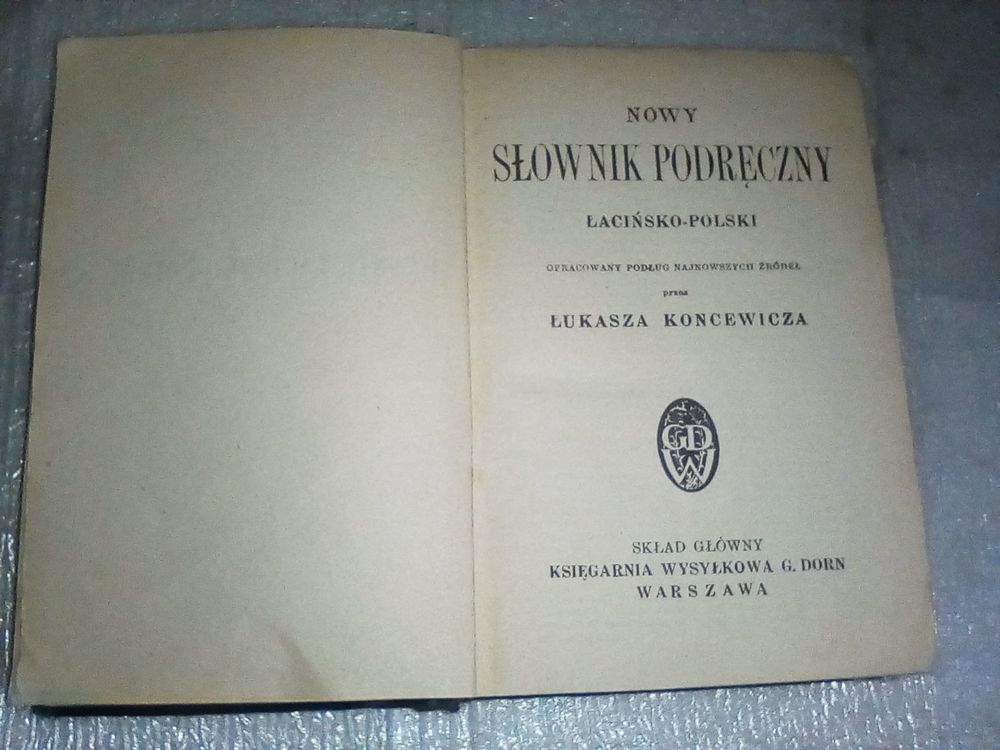 NOWY
SŁOWNIK PODRĘCZNY
ŁACIŃSKO-POLSKI
OPRACOWANY PODŁUG NAJNOWSZYCH ŹRÓDEŁ
przez
ŁUKASZA KONCEWICZA
GD
W
SKŁAD GŁÓWNY
KSIĘGARNIA WYSYŁKOWA G. DORN
WARSZAWA